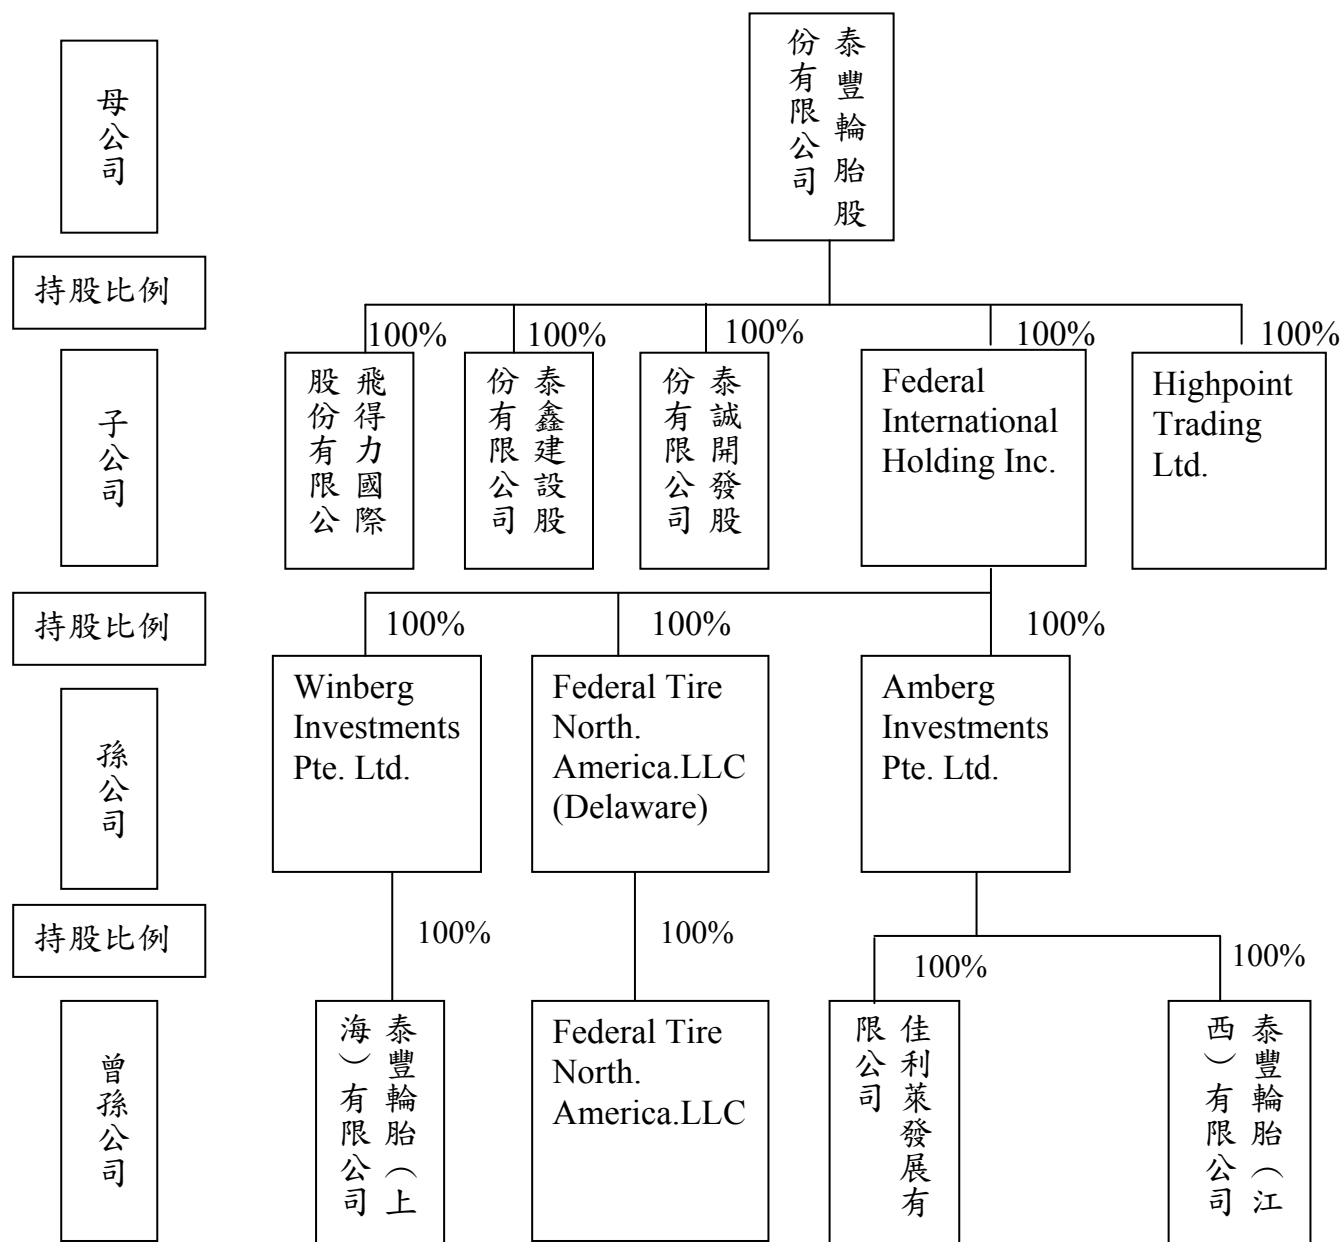 母公司
泰豐輪胎股
份有限公司
持股比例
100%
100%
100%
100%
100%
子公司
飛得力國際
股份有限公
泰鑫建設股
份有限公司
泰誠開發股
份有限公司
Federal
International
Holding Inc.
Highpoint
Trading
Ltd.
持股比例
100%
100%
100%
孫公司
Winberg
Investments
Pte. Ltd.
Federal Tire
North.
America.LLC
(Delaware)
Amberg
Investments
Pte. Ltd.
持股比例
100%
100%
100%
100%
曾孫公司
泰豐輪胎（上
海）有限公司
Federal Tire
North.
America.LLC
佳利萊發展有
限公司
泰豐輪胎（江
西）有限公司